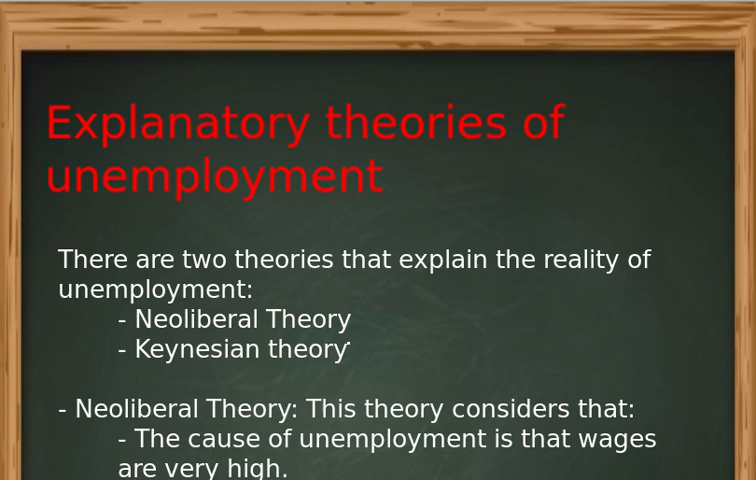 Explanatory theories of
unemployment
There are two theories that explain the reality of
unemployment:
- Neoliberal Theory
- Keynesian theory
- Neoliberal Theory: This theory considers that:
- The cause of unemployment is that wages
are very high.